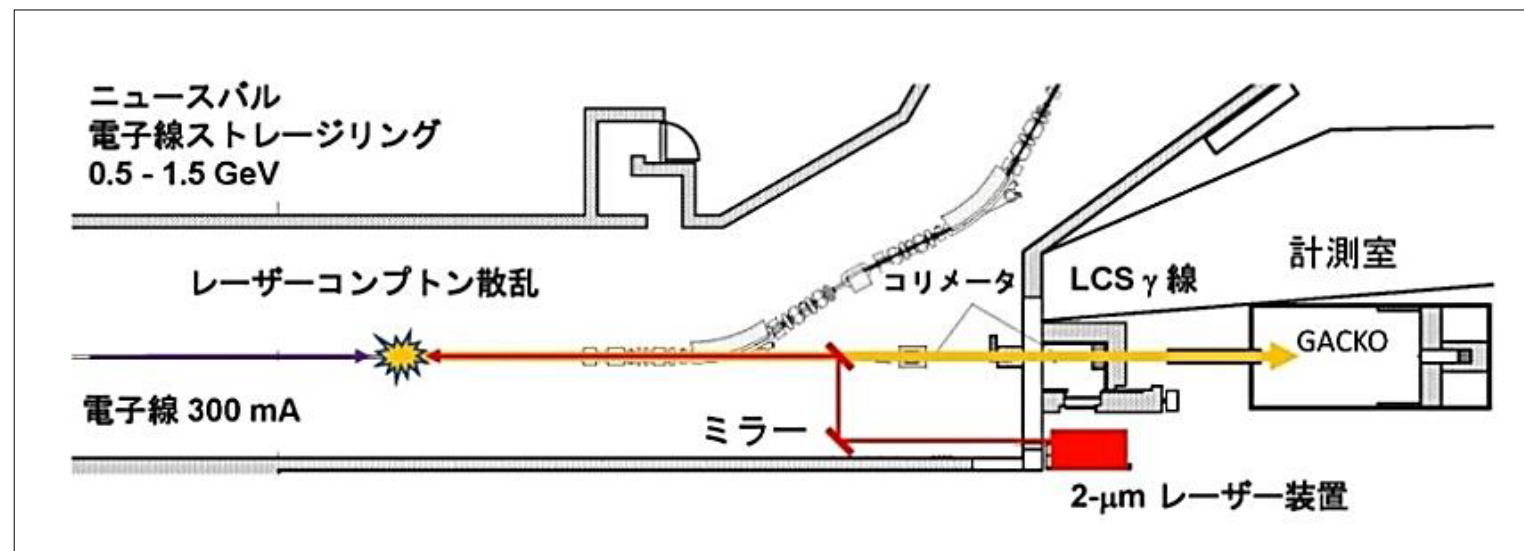 ニュースバル
電子線ストレージリング
0.5 - 1.5 GeV
レーザーコンプトン散乱
コリメータ
LCS γ 線
計測室
GACKO
電子線 300 mA
ミラー
2-μm レーザー装置